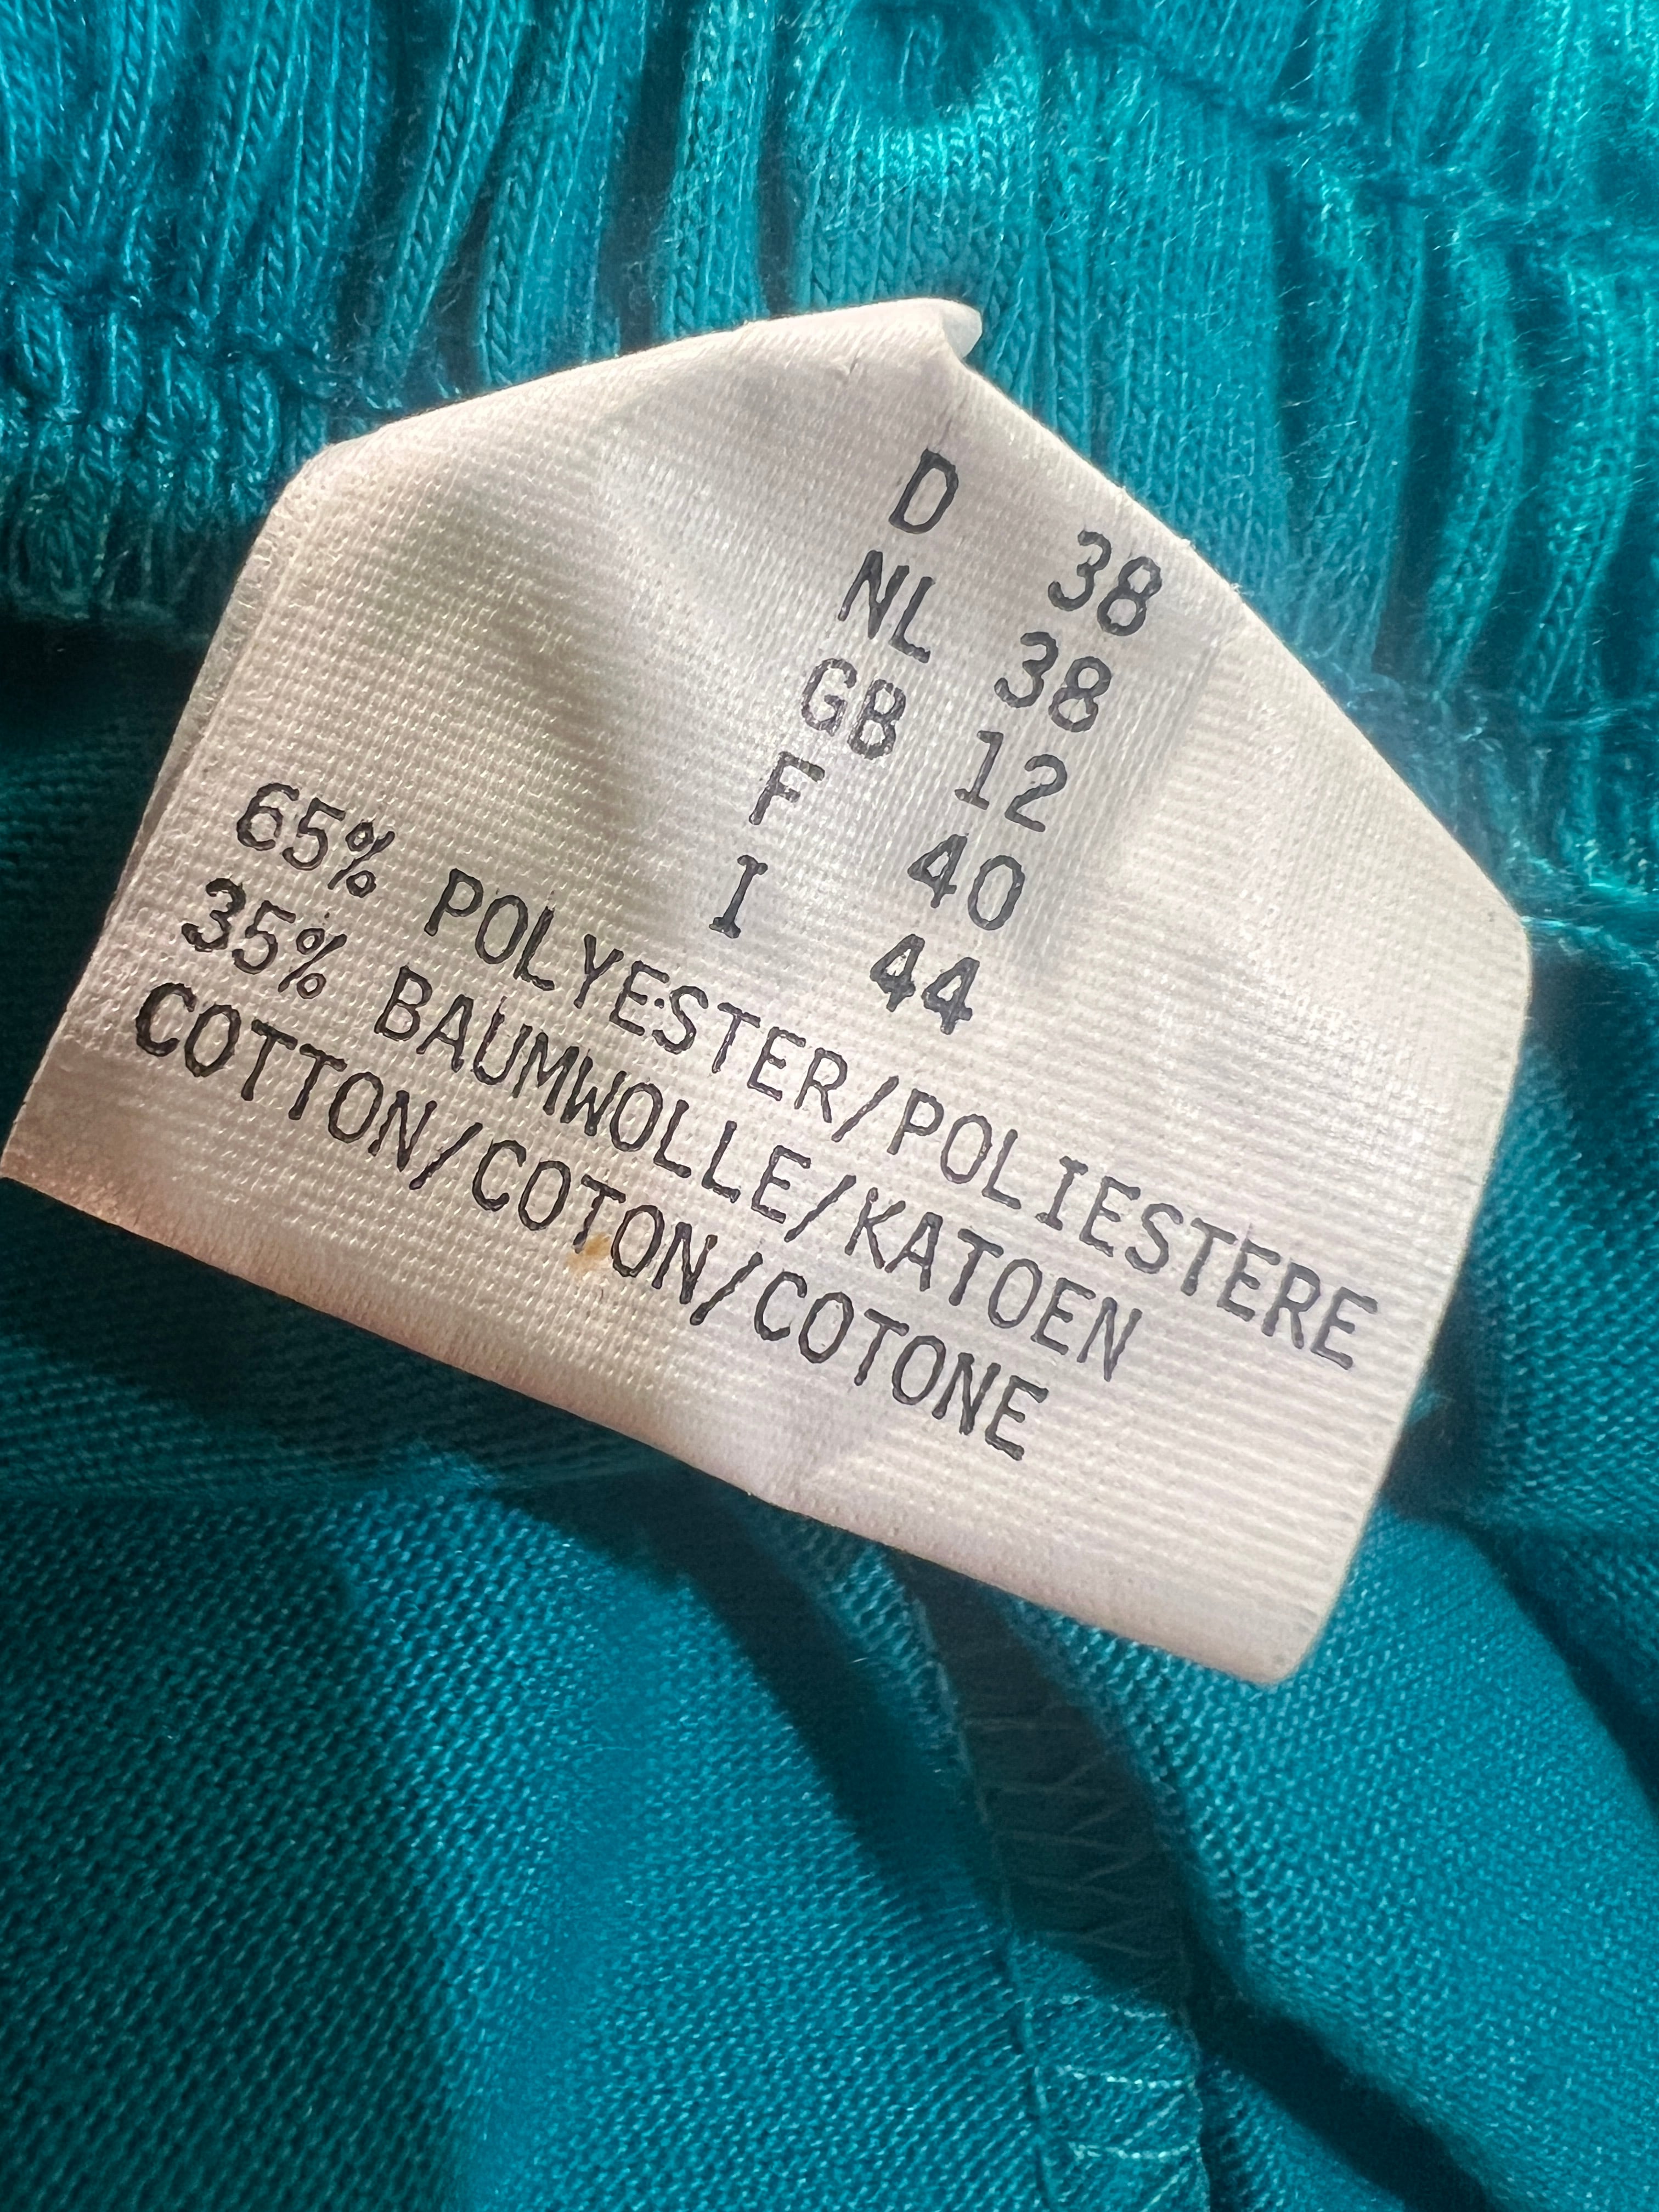 D 38
NL 38
GB 12
F 40
I 44
65% POLYESTER/POLIESTERE
35% BAUMWOLLE/KATOEN
COTTON/COTON/COTONE